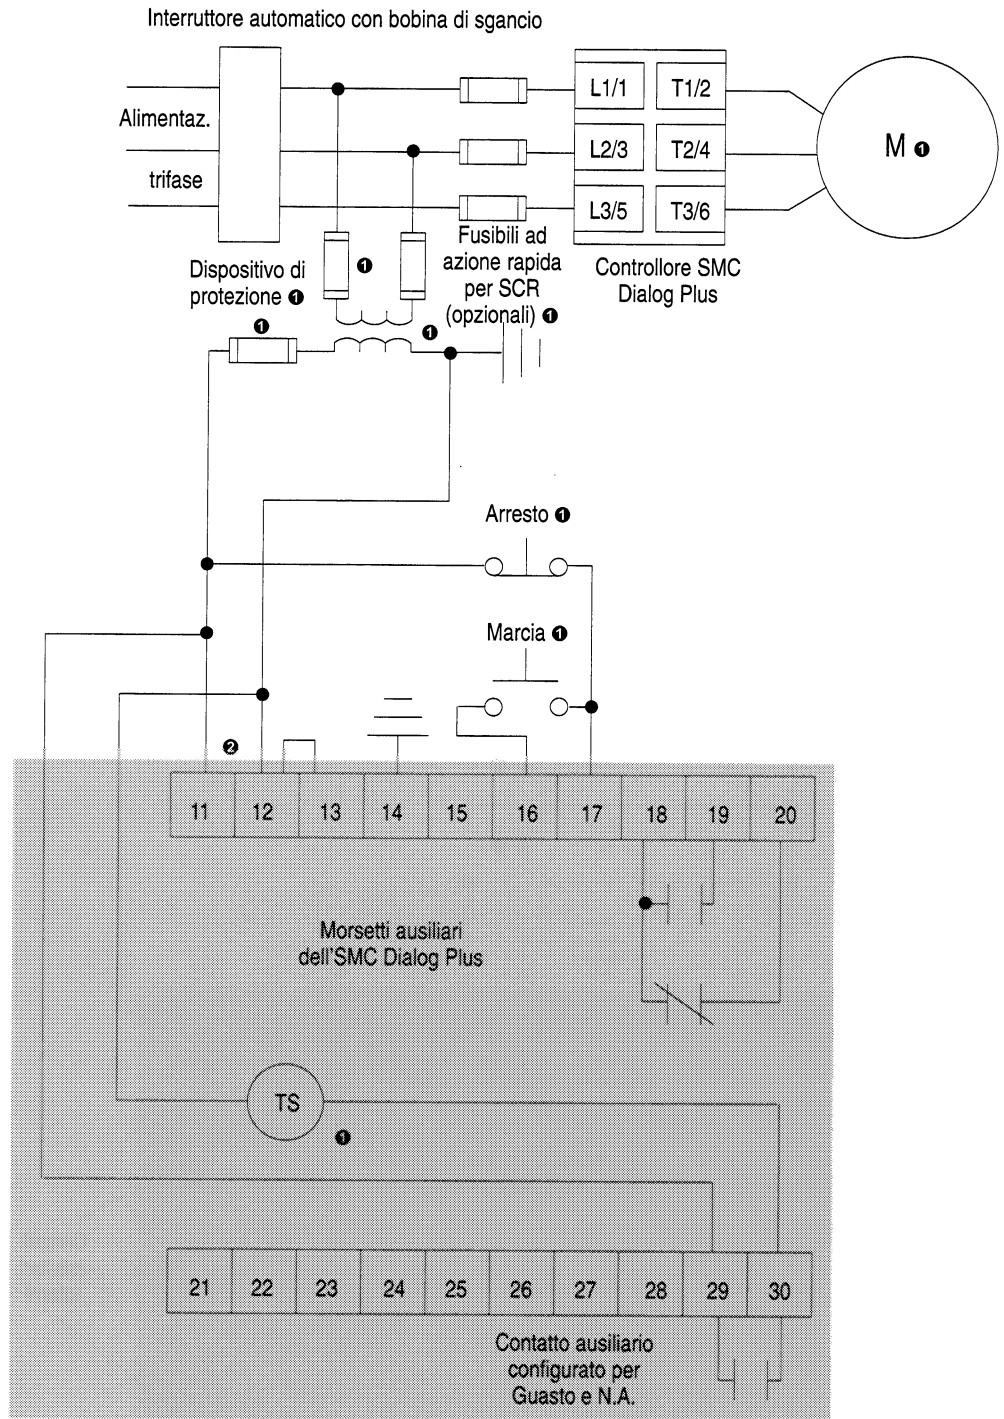 Interruttore automatico con bobina di sgancio
L1/1 T1/2
Alimentaz.
L2/3 T2/4
M ❶
trifase
L3/5 T3/6
Fusibili ad
azione rapida
per SCR
(opzionali) ❶
Dispositivo di
protezione ❶
❶
Controllore SMC
Dialog Plus
❶
❶
Arresto ❶
Marcia ❶
❷
11 12 13 14 15 16 17 18 19 20
Morsetti ausiliari
dell'SMC Dialog Plus
TS
❶
21 22 23 24 25 26 27 28 29 30
Contatto ausiliario
configurato per
Guasto e N.A.